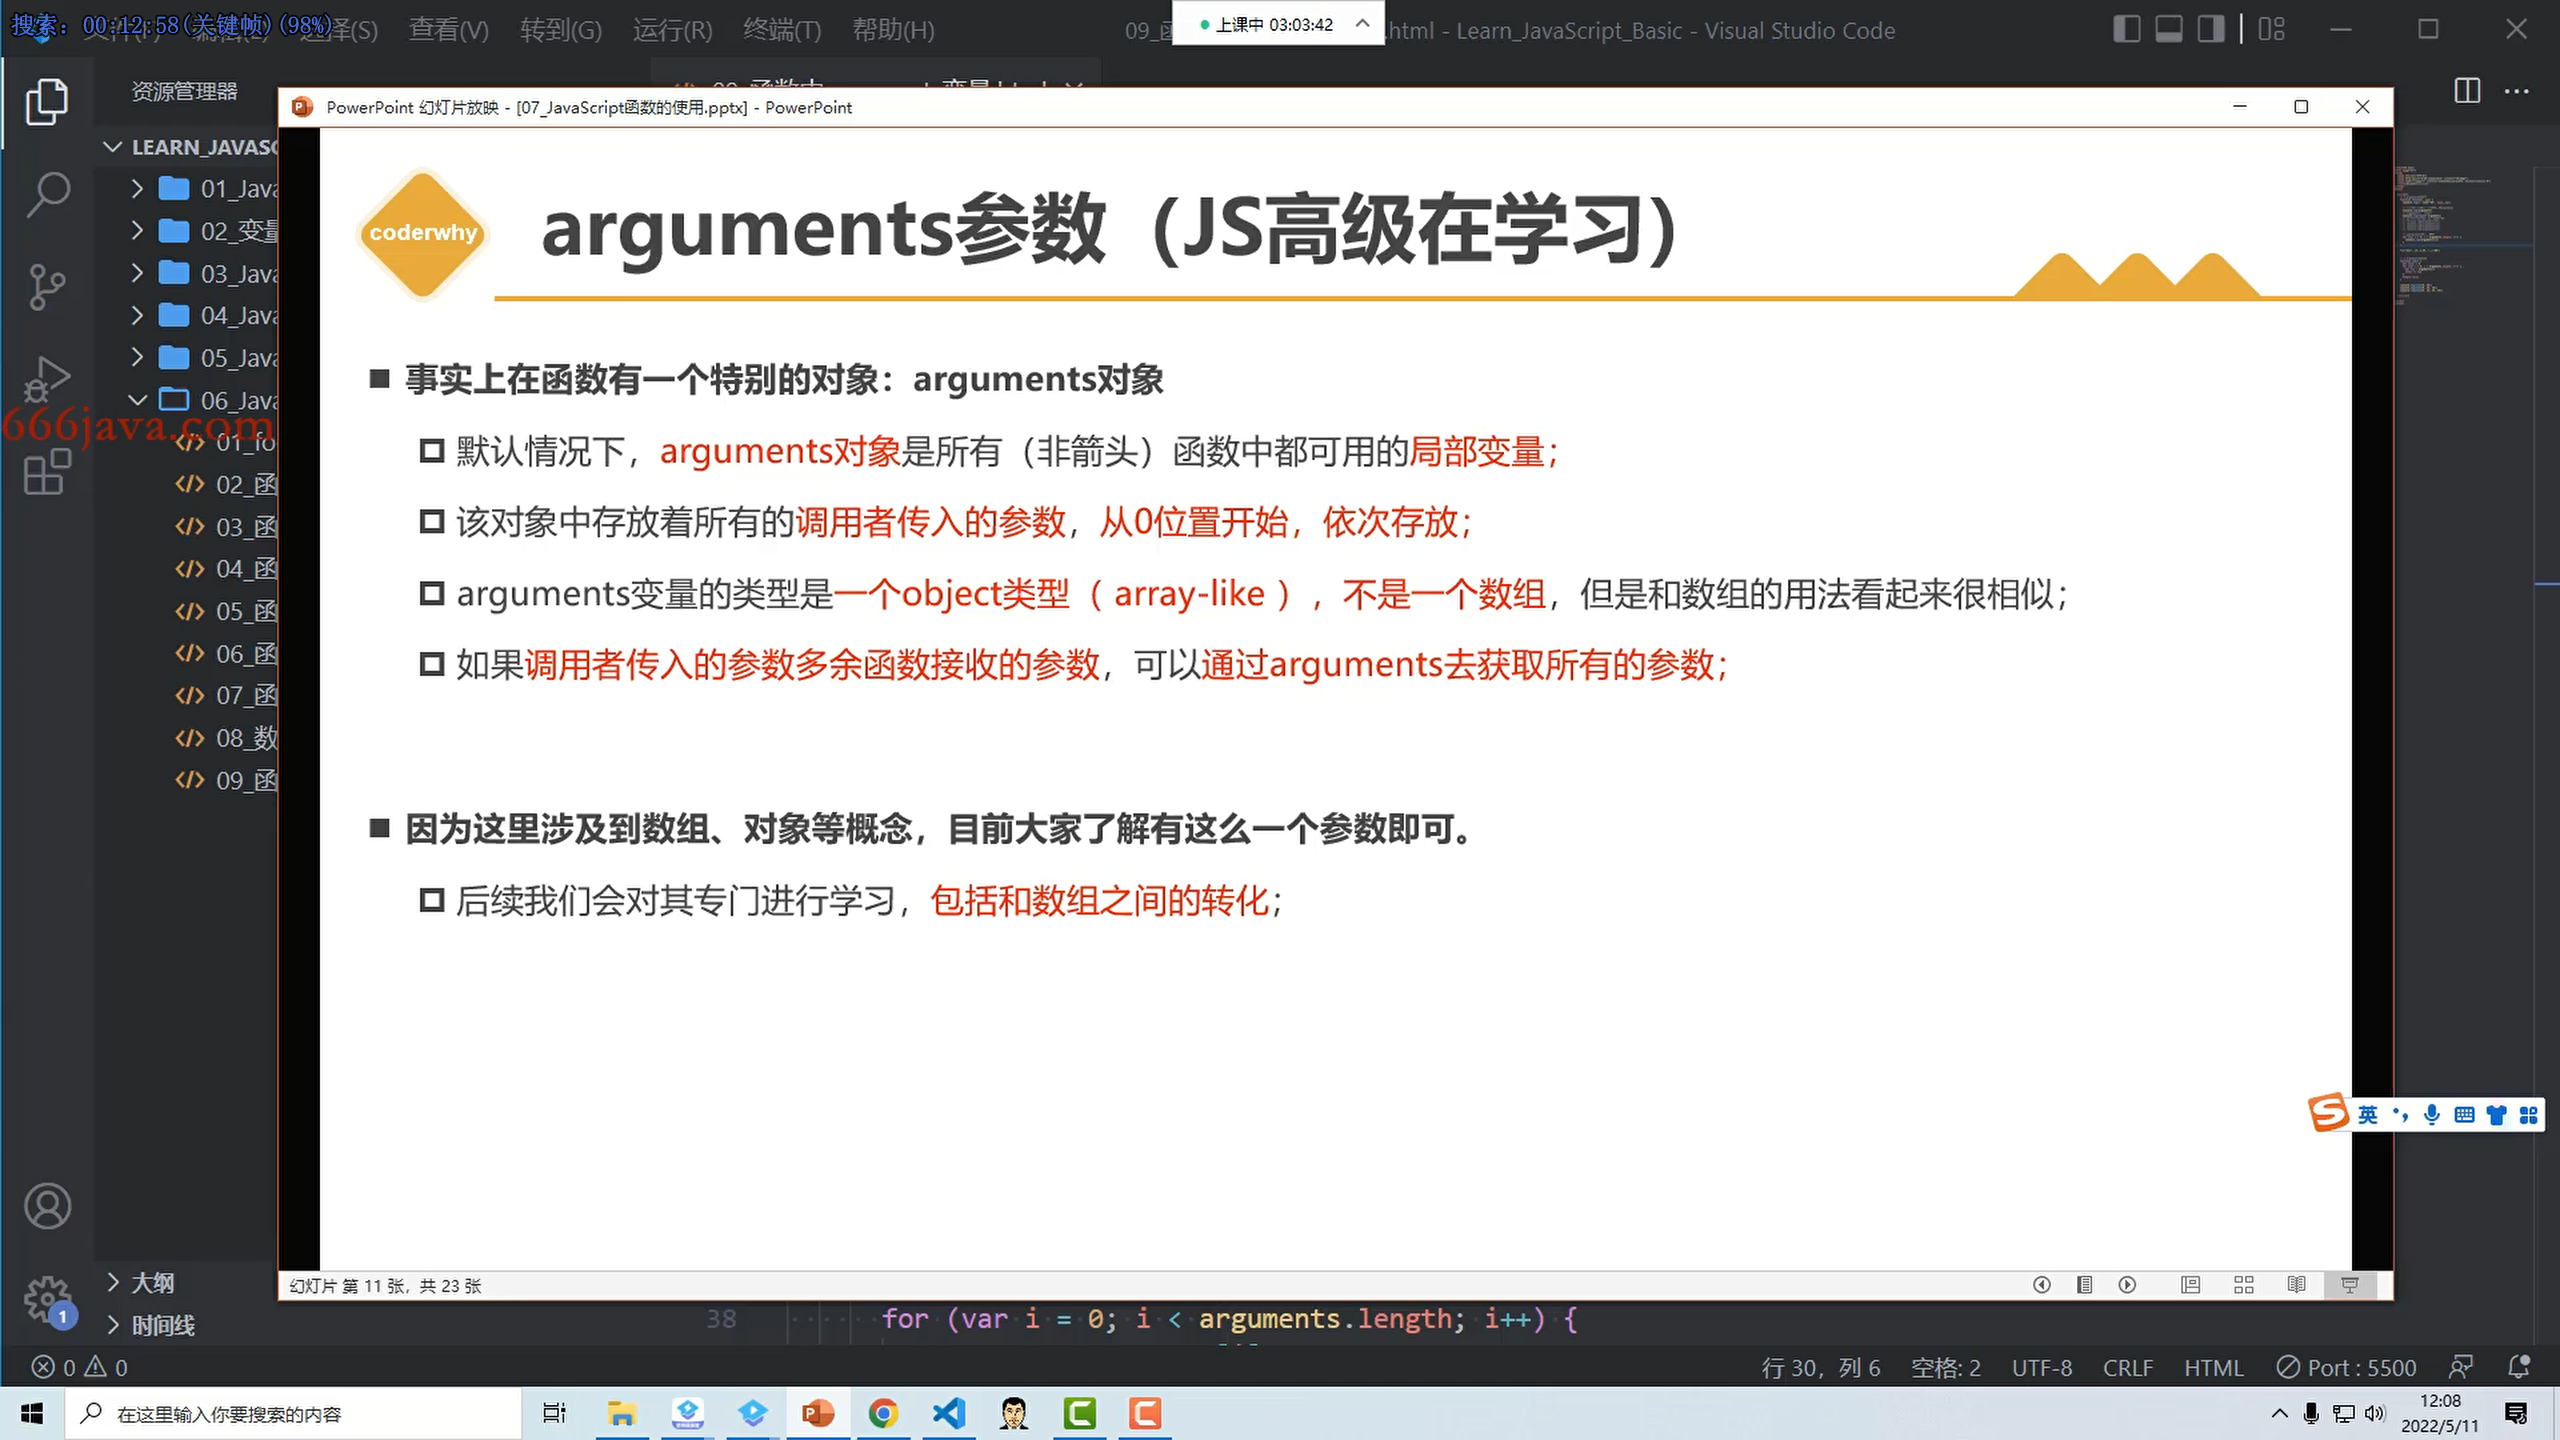 搜索: 00:12:58(关键帧)(98%)
查看(V) 转到(G) 运行(R) 终端(T) 帮助(H)
上课中 03:03:42
.html - Learn_JavaScript_Basic - Visual Studio Code
资源管理器
PowerPoint 幻灯片放映 - [07_JavaScript函数的使用.pptx] - PowerPoint
LEARN_JAVASC
01_Java
02_变量
03_Java
04_Java
05_Java
06_Java
666java.com
01_fo
02_函
03_函
04_函
05_函
06_函
07_函
08_数
09_函
coderwhy
arguments参数（JS高级在学习）
事实上在函数有一个特别的对象：arguments对象
默认情况下，arguments对象是所有（非箭头）函数中都可用的局部变量；
该对象中存放着所有的调用者传入的参数，从0位置开始，依次存放；
arguments变量的类型是一个object类型（ array-like ），不是一个数组，但是和数组的用法看起来很相似；
如果调用者传入的参数多余函数接收的参数，可以通过arguments去获取所有的参数；
因为这里涉及到数组、对象等概念，目前大家了解有这么一个参数即可。
后续我们会对其专门进行学习，包括和数组之间的转化；
英
幻灯片 第 11 张，共 23 张
大纲
时间线
1
38 for (var i = 0; i < arguments.length; i++) {
0 0
行 30，列 6 空格: 2 UTF-8 CRLF HTML Port : 5500
在这里输入你要搜索的内容
12:08
2022/5/11